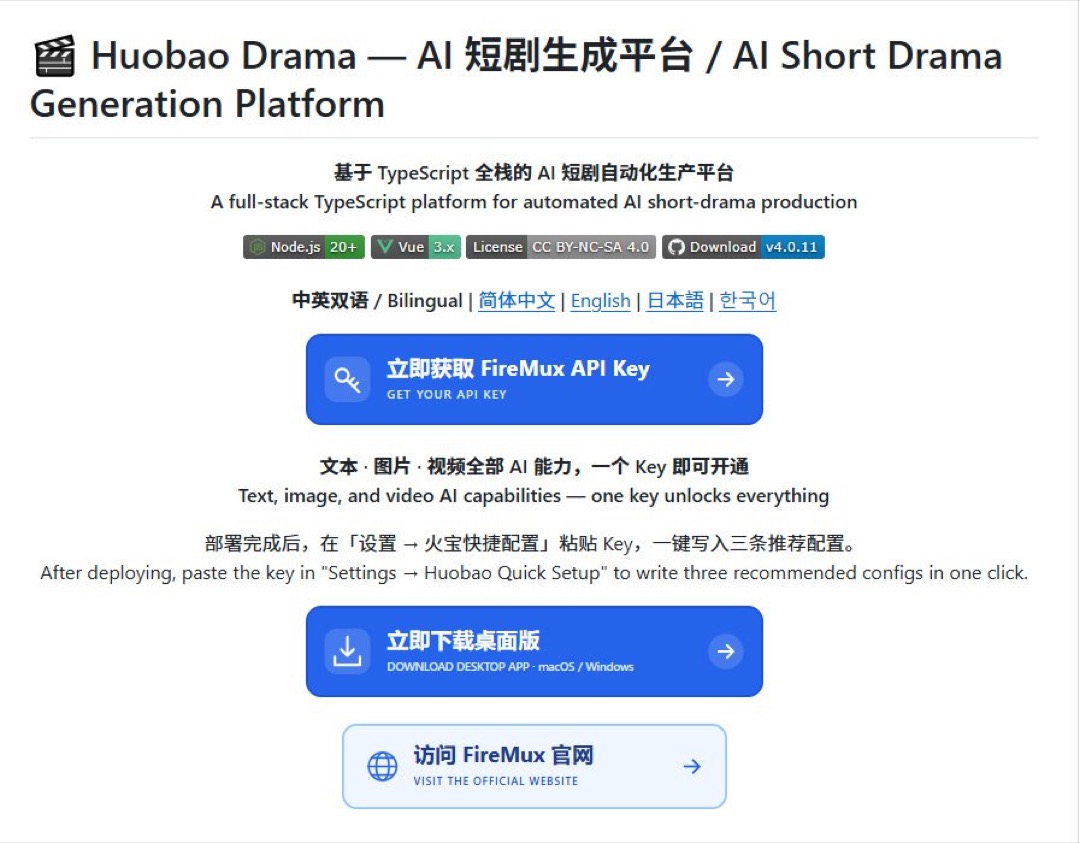 Huobao Drama — AI 短剧生成平台 / AI Short Drama
Generation Platform
基于 TypeScript 全栈的 AI 短剧自动化生产平台
A full-stack TypeScript platform for automated AI short-drama production
Node.js 20+ Vue 3.x License CC BY-NC-SA 4.0 Download v4.0.11
中英双语 / Bilingual | 简体中文 | English | 日本語 | 한국어
立即获取 FireMux API Key
GET YOUR API KEY
文本 · 图片 · 视频全部 AI 能力，一个 Key 即可开通
Text, image, and video AI capabilities — one key unlocks everything
部署完成后，在「设置 → 火宝快捷配置」粘贴 Key，一键写入三条推荐配置。
After deploying, paste the key in "Settings → Huobao Quick Setup" to write three recommended configs in one click.
立即下载桌面版
DOWNLOAD DESKTOP APP · macOS / Windows
访问 FireMux 官网
VISIT THE OFFICIAL WEBSITE